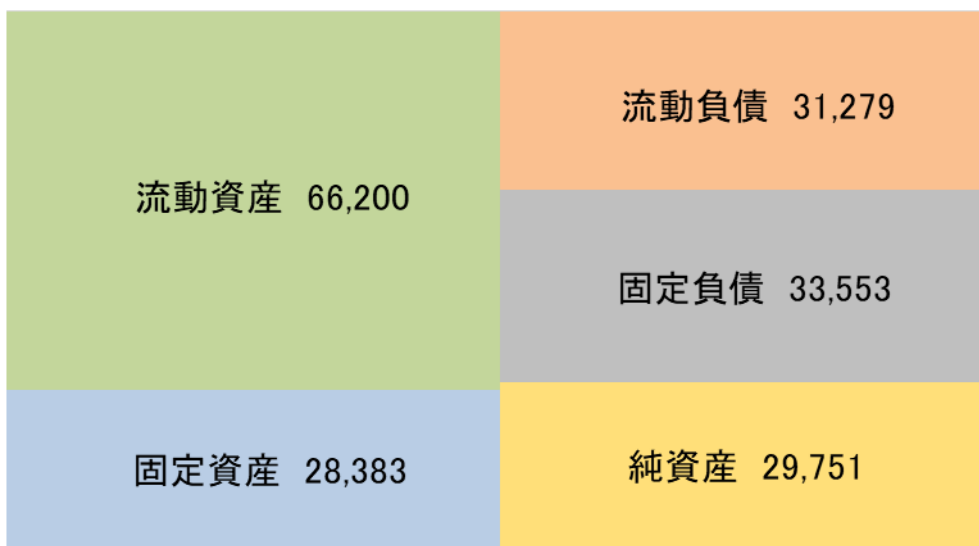 流動資産 66,200
固定資産 28,383
流動負債 31,279
固定負債 33,553
純資産 29,751